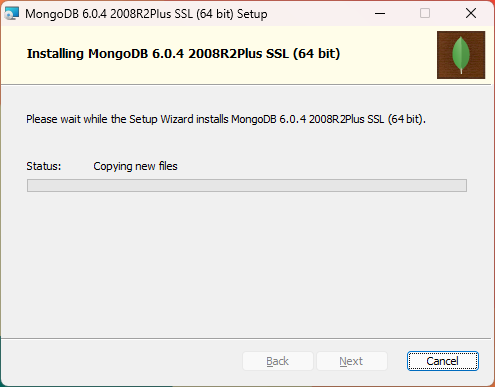 MongoDB 6.0.4 2008R2Plus SSL (64 bit) Setup
Installing MongoDB 6.0.4 2008R2Plus SSL (64 bit)
Please wait while the Setup Wizard installs MongoDB 6.0.4 2008R2Plus SSL (64 bit).
Status: Copying new files
Back Next Cancel